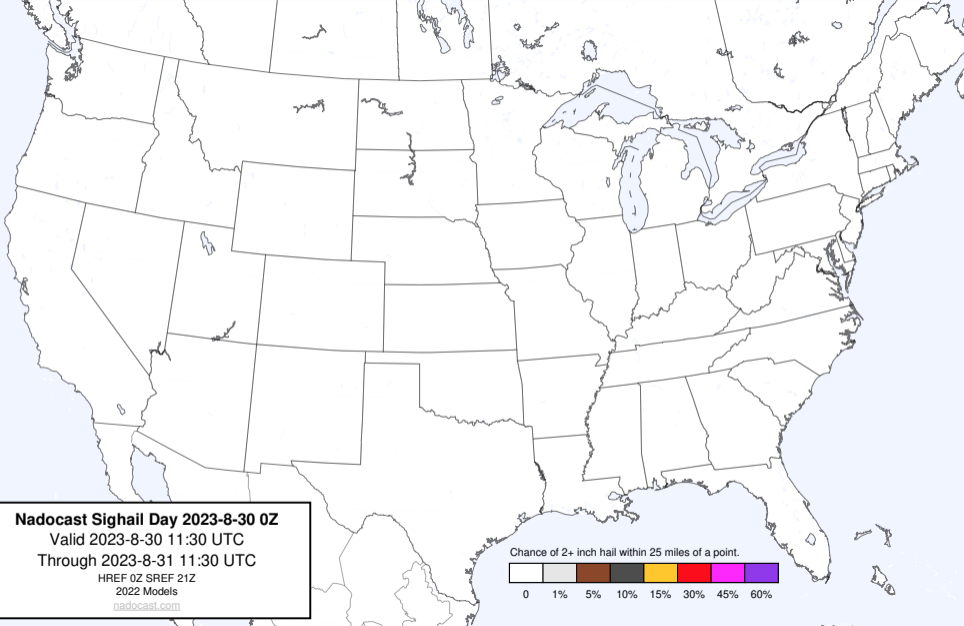 Nadocast Sighail Day 2023-8-30 0Z
Valid 2023-8-30 11:30 UTC
Through 2023-8-31 11:30 UTC
HREF 0Z SREF 21Z
2022 Models
nadocast.com
Chance of 2+ inch hail within 25 miles of a point.
0 1% 5% 10% 15% 30% 45% 60%